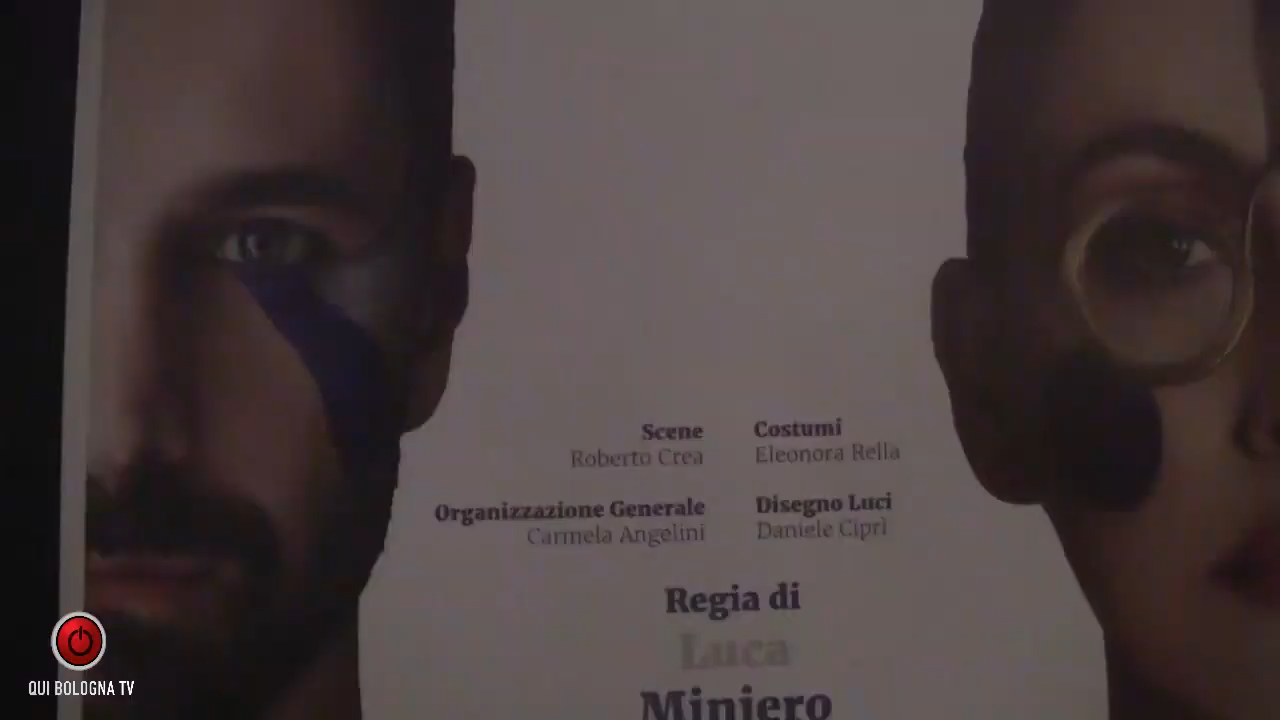 Scene
Roberto Crea
Costumi
Eleonora Rella
Organizzazione Generale
Carmela Angelini
Disegno Luci
Daniele Ciprì
Regia di
Luca
Miniero
QUI BOLOGNA TV